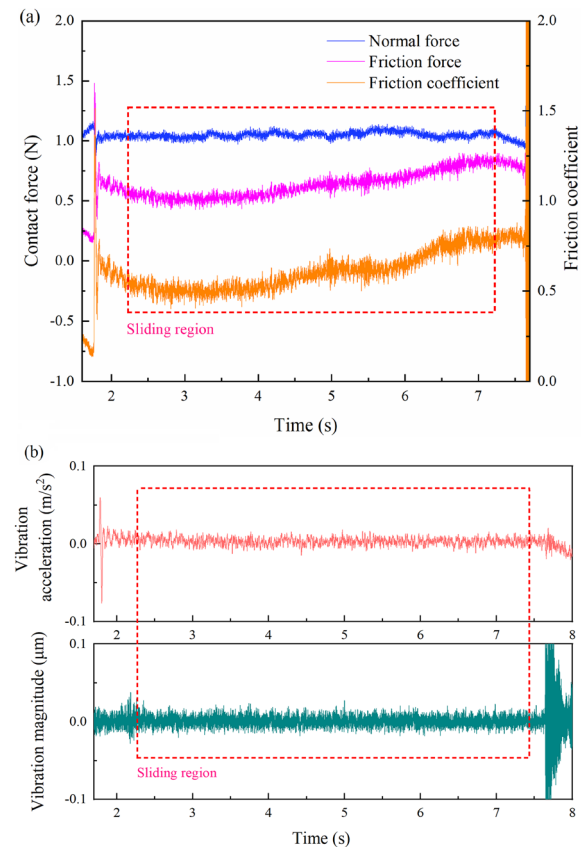 (a)
2.0
1.5
1.0
0.5
0.0
-0.5
-1.0
Contact force (N)
Normal force
Friction force
Friction coefficient
2.0
1.5
1.0
0.5
0.0
Friction coefficient
Sliding region
2 3 4 5 6 7
Time (s)
(b)
0.1
0.0
-0.1
Vibration
acceleration (m/s²)
2 3 4 5 6 7 8
0.1
0.0
-0.1
Vibration magnitude (μm)
Sliding region
2 3 4 5 6 7 8
Time (s)